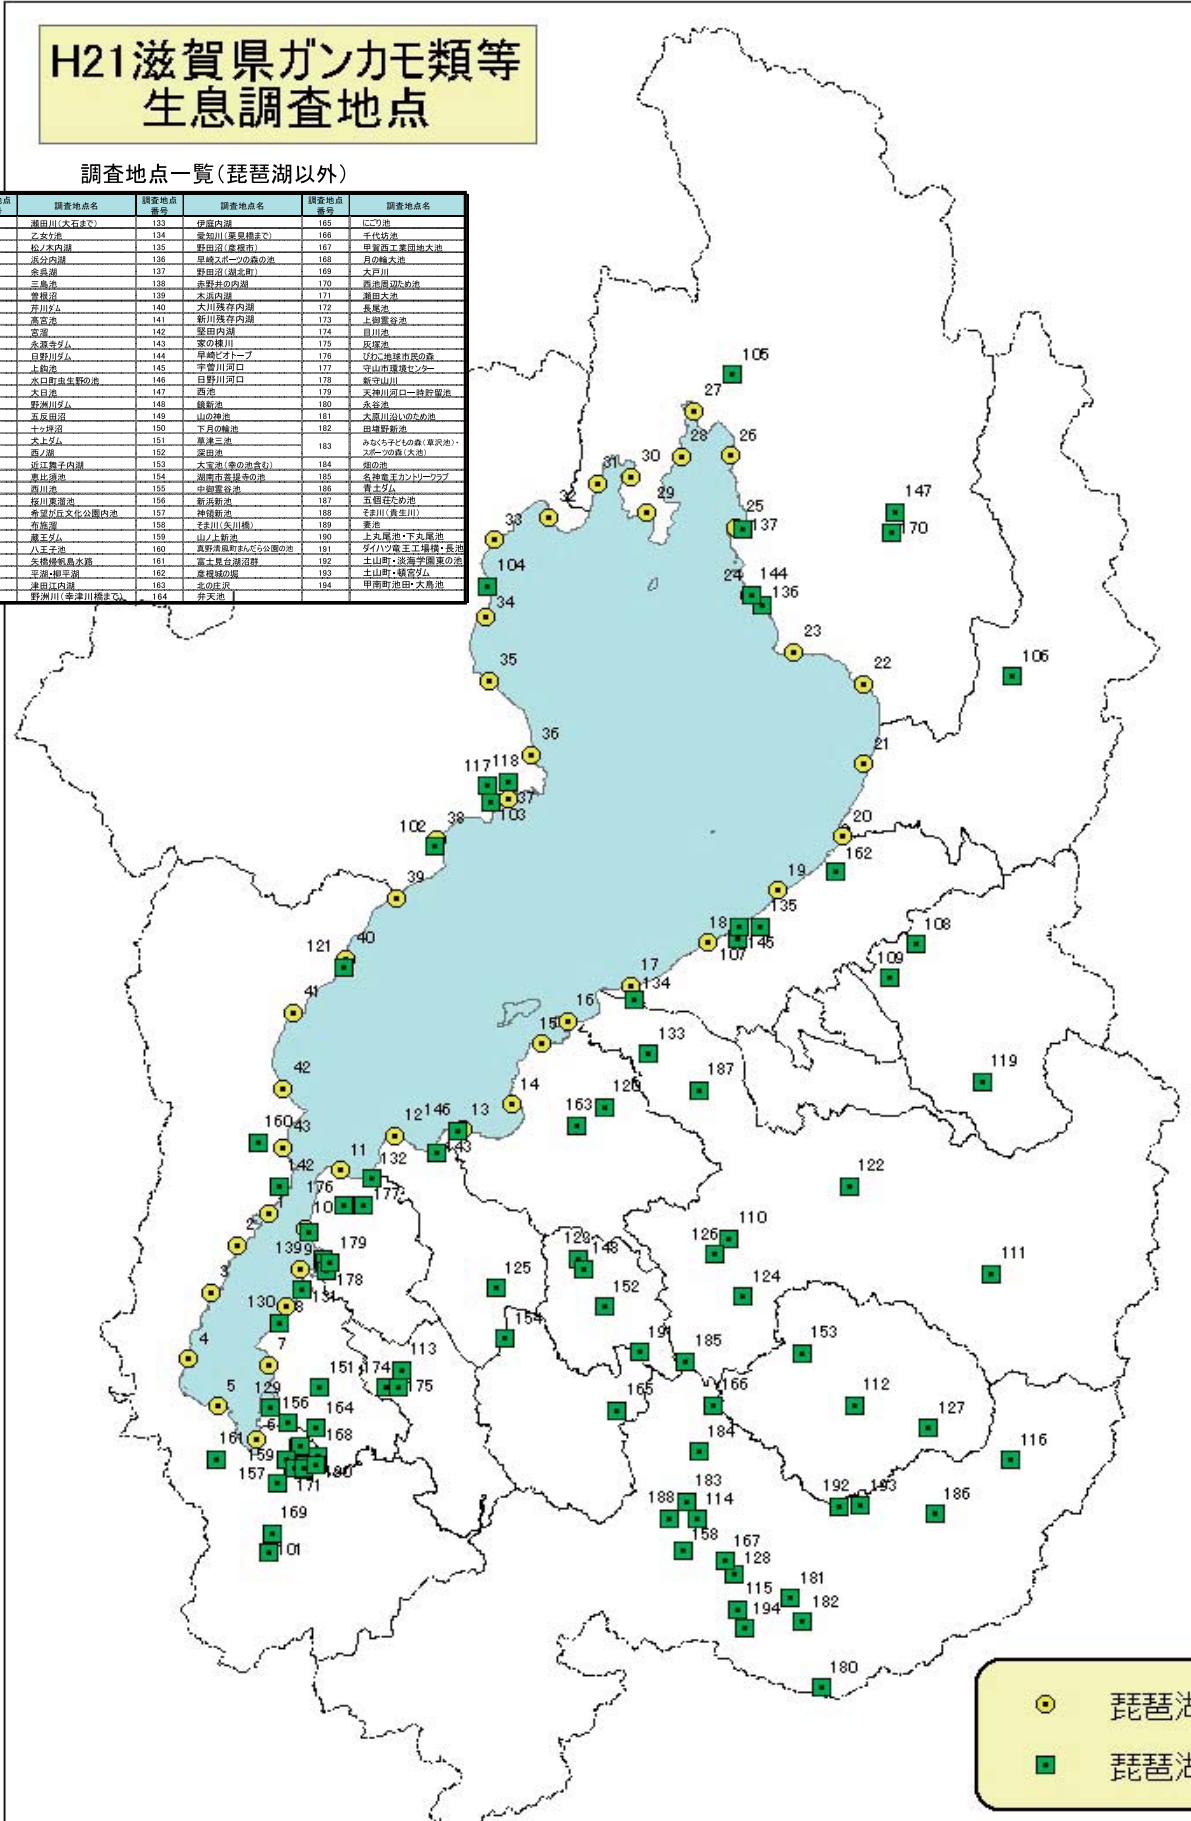 H21滋賀県ガンカモ類等
生息調査地点
調査地点一覧(琵琶湖以外)
調査地点名 調査地点番号 調査地点名 調査地点番号 調査地点名
瀬田川(大石まで) 133 伊庭内湖 165 にごり池
乙女ケ池 134 愛知川(栗見橋まで) 166 千代坊池
松ノ木内湖 135 野田沼(彦根市) 167 甲賀西工業団地大池
浜分内湖 136 早崎スポーツの森の池 168 月の輪大池
余呉湖 137 野田沼(湖北町) 169 大戸川
三島池 138 赤野井の内湖 170 西池周辺ため池
曽根沼 139 木浜内湖 171 瀬田大池
芹川ダム 140 大川残存内湖 172 長尾池
高宮池 141 新川残存内湖 173 上御霊谷池
宮溜 142 堅田内湖 174 目川池
永源寺ダム 143 家の棟川 175 灰塚池
日野川ダム 144 早崎ビオトープ 176 びわこ地球市民の森
上鈎池 145 宇曽川河口 177 守山市環境センター
水口町虫生野の池 146 日野川河口 178 新守山川
大日池 147 西池 179 天神川河口一時貯留池
野洲川ダム 148 鏡新池 180 永谷池
五反田沼 149 山の神池 181 大原川沿いのため池
十ヶ坪沼 150 下月の輪池 182 田堵野新池
犬上ダム 151 草津三池 183 みなくち子どもの森(草沢池)・
西ノ湖 152 深田池 スポーツの森(大池)
近江舞子内湖 153 大宝池(幸の池含む) 184 畑の池
恵比須池 154 湖南市菩提寺の池 185 名神竜王カントリークラブ
西川池 155 中御霊谷池 186 青土ダム
桜川東溜池 156 新浜新池 187 五個荘ため池
希望が丘文化公園内池 157 神領新池 188 そま川(貴生川)
布施溜 158 そま川(矢川橋) 189 妻池
蔵王ダム 159 山ノ上新池 190 上丸尾池・下丸尾池
八王子池 160 真野清風町まんだら公園の池 191 ダイハツ竜王工場横・長池
矢橋帰帆島水路 161 富士見台湖沼群 192 土山町・淡海学園東の池
平湖・柳平湖 162 彦根城の堀 193 土山町・頓宮ダム
津田江内湖 163 北の庄沢 194 甲南町池田・大鳥池
野洲川(幸津川橋まで) 164 弁天池
105
27
28 26
31 30
32 29
33
25
137
147
170
104
34
24 144
136
35
23
22
106
36
21
117 118
37
103
102 38
20
39
162
19
135
18
145
107
108
109
121 40
17
134
41
16
15
133
119
42
14
187
120
163
160 43
12 146 13
143
142
11 132
122
176
10 177
1
2
110
126
139 9 179
178
148
3
125
111
130 8 131
152
124
4
154
7
191
185
153
113
151 174 175
5
129
165
166
112
156
127
164
6
161
168
184
159
116
157
171
183
192 193
188 114
186
169
158
101
167
128
181
115
182
194
180
琵琶湖
琵琶湖